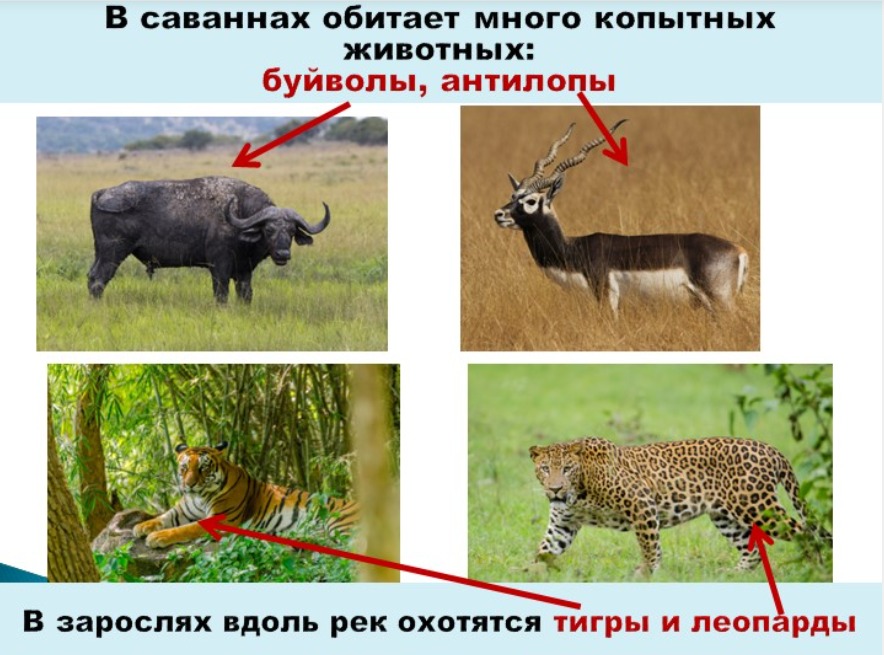 В саваннах обитает много копытных
животных:
буйволы, антилопы
В зарослях вдоль рек охотятся тигры и леопарды